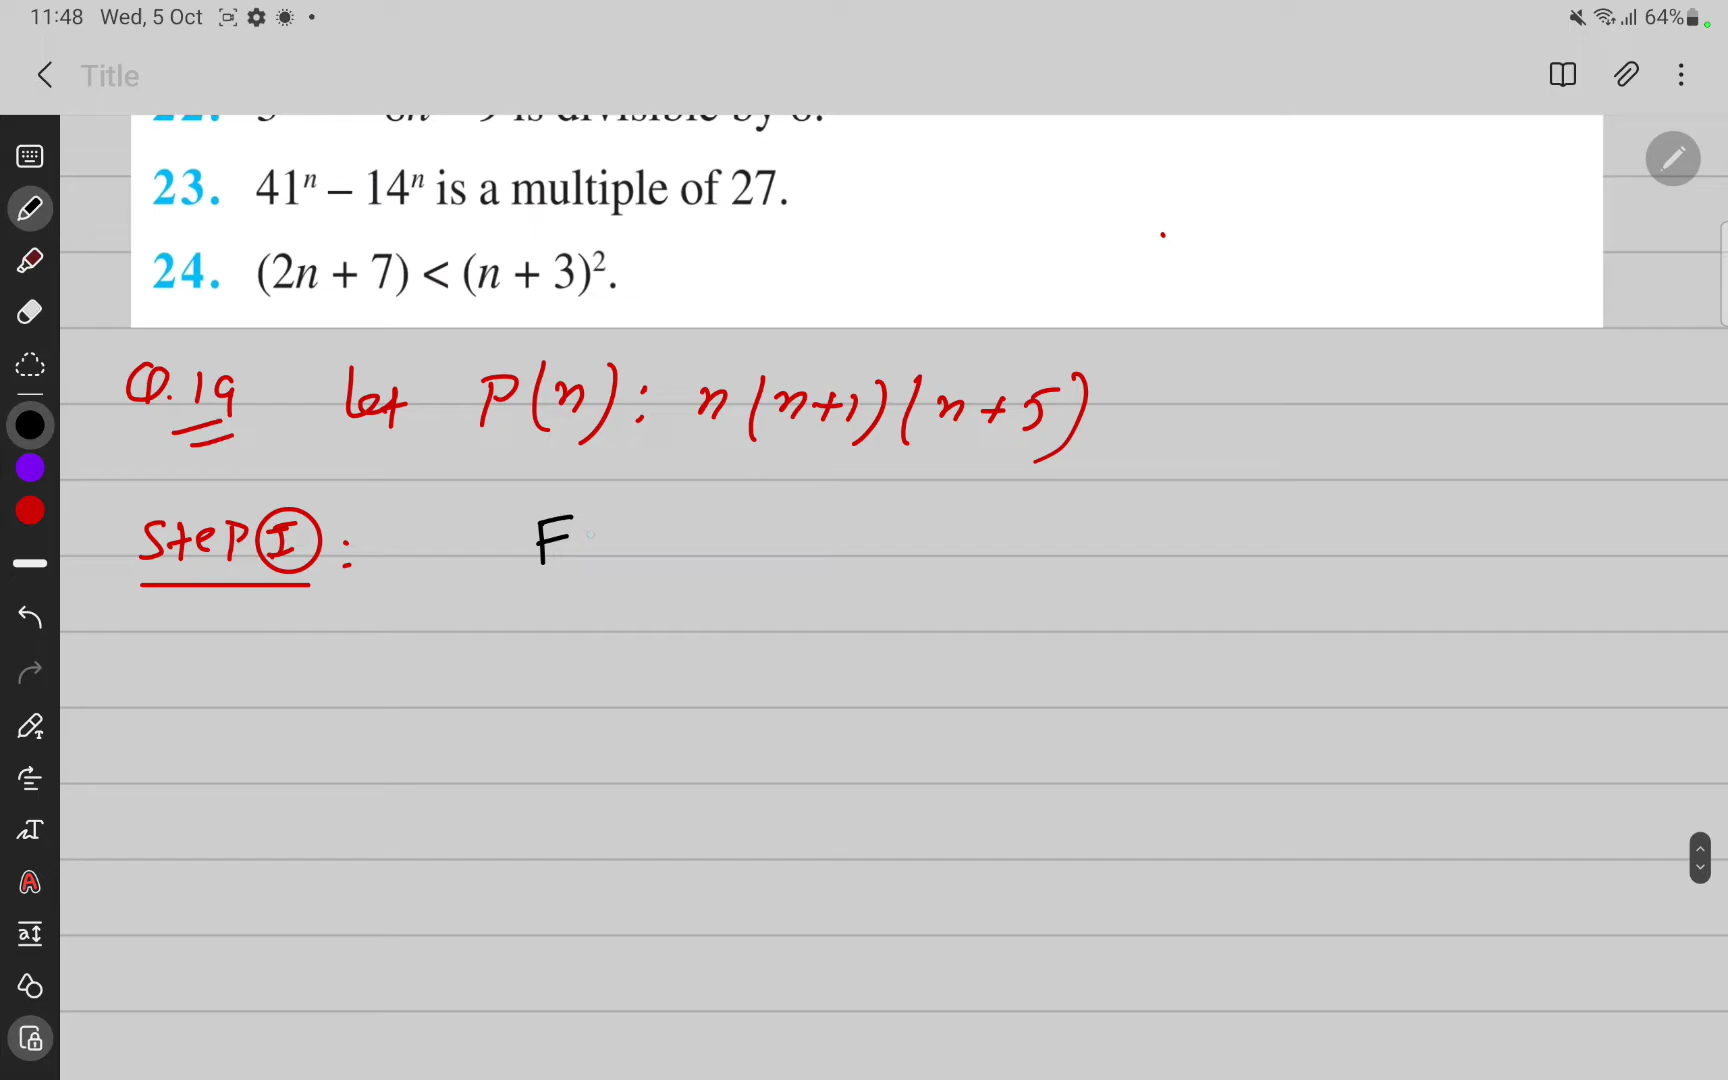 11:48 Wed, 5 Oct 64%
Title
23. 41ⁿ – 14ⁿ is a multiple of 27.
24. (2n + 7) < (n + 3)².
Q.19 let P(n): n(n+1)(n+5)
Step I :
F